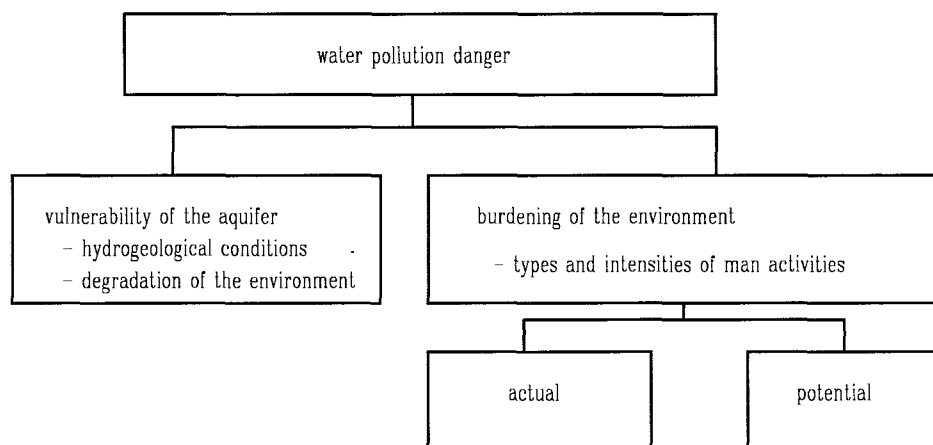 water pollution danger
vulnerability of the aquifer
– hydrogeological conditions
– degradation of the environment
burdening of the environment
– types and intensities of man activities
actual
potential